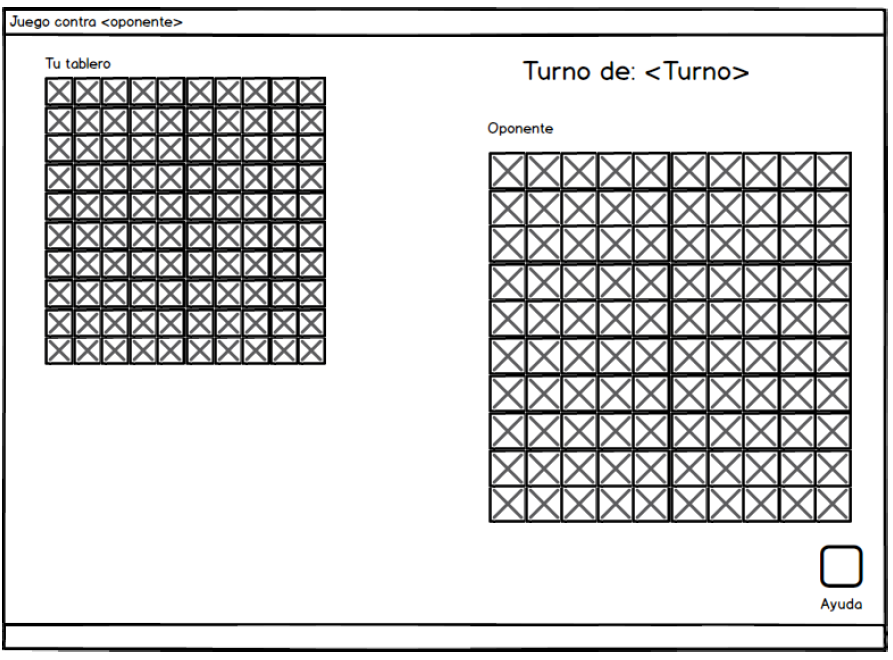 Juego contra <oponente>
Tu tablero
Turno de: <Turno>
Oponente
Ayuda